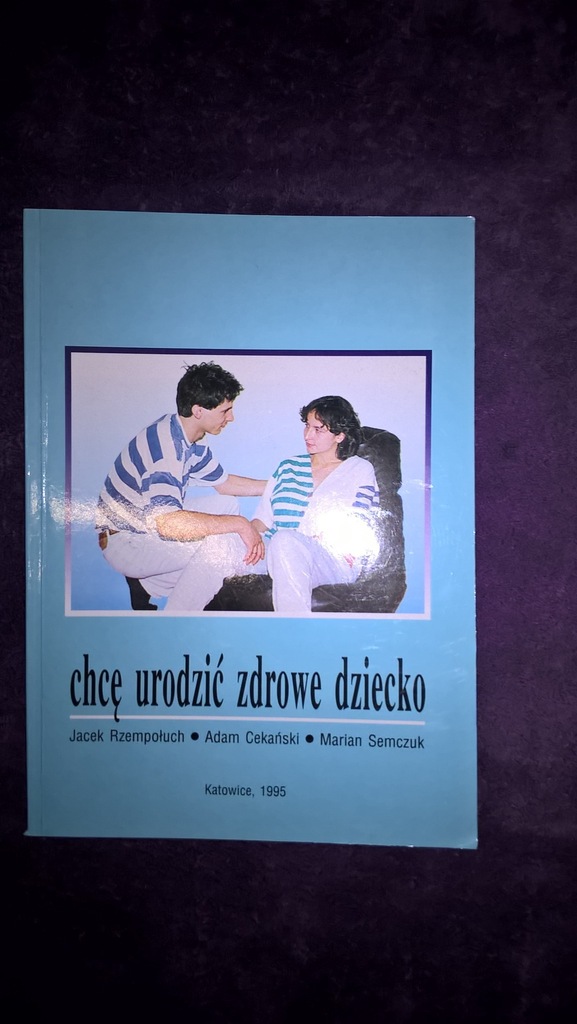 chcę urodzić zdrowe dziecko
Jacek Rzempołuch ● Adam Cekański ● Marian Semczuk
Katowice, 1995